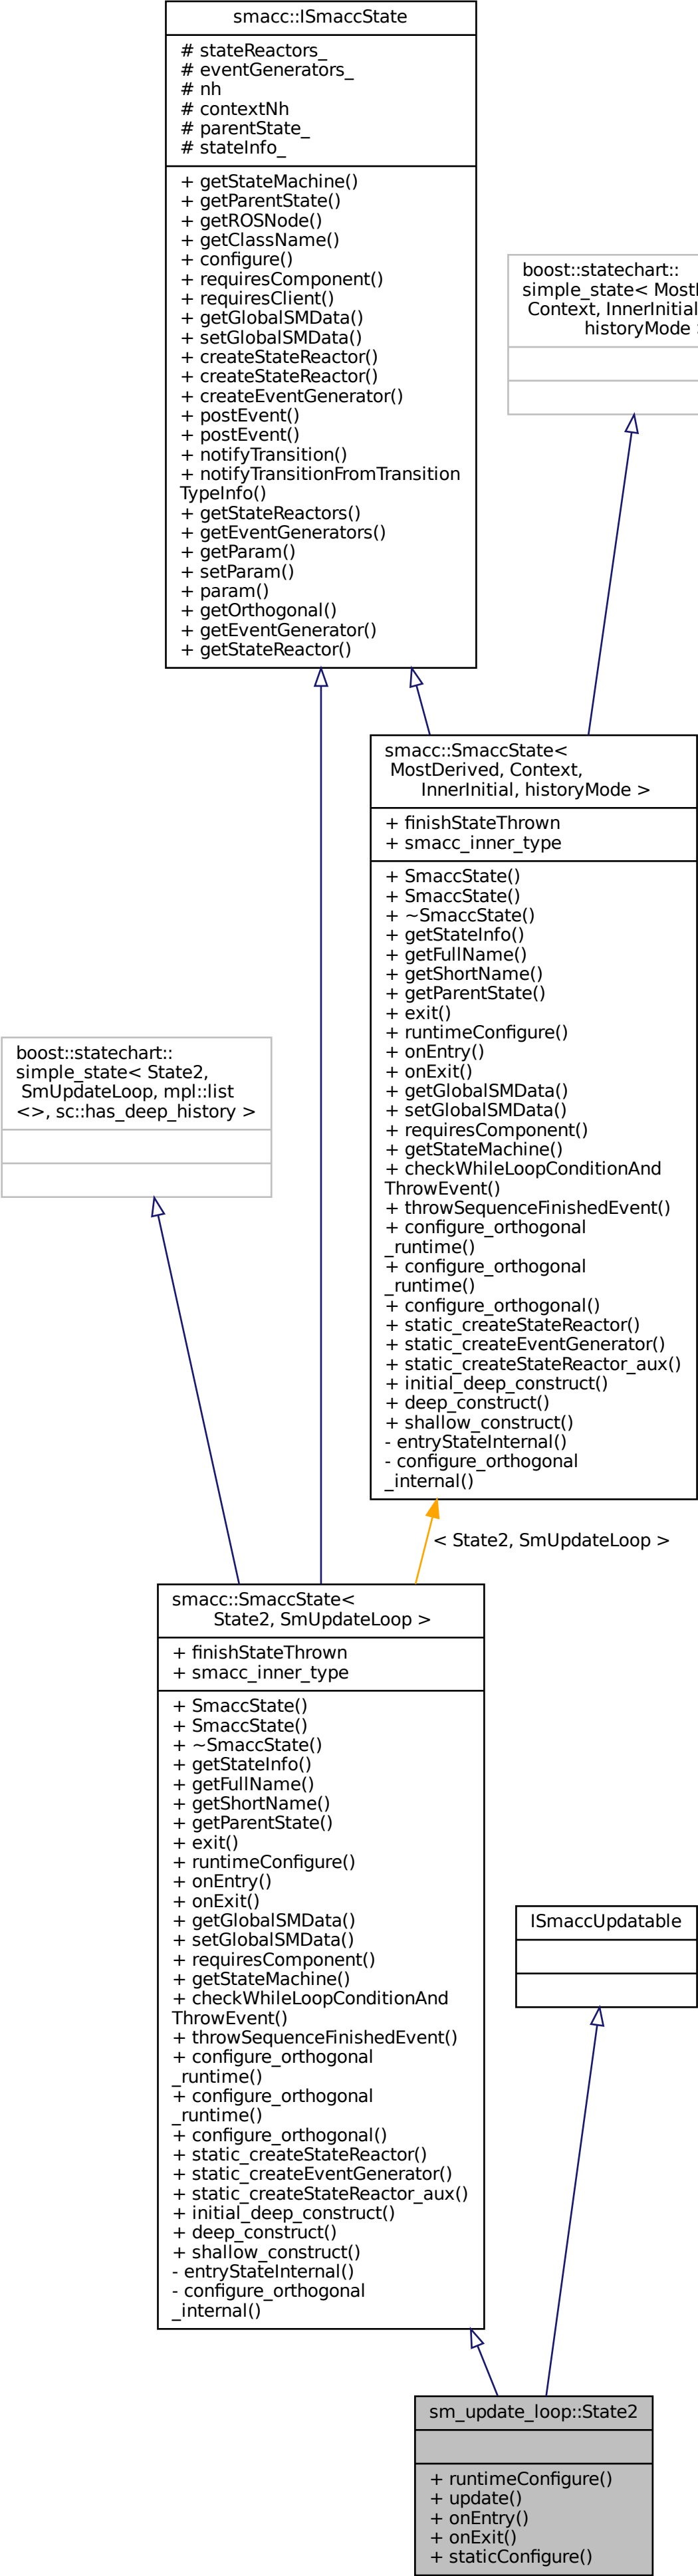 smacc::ISmaccState
# stateReactors_
# eventGenerators_
# nh
# contextNh
# parentState_
# stateInfo_
+ getStateMachine()
+ getParentState()
+ getROSNode()
+ getClassName()
+ configure()
+ requiresComponent()
+ requiresClient()
+ getGlobalSMData()
+ setGlobalSMData()
+ createStateReactor()
+ createStateReactor()
+ createEventGenerator()
+ postEvent()
+ postEvent()
+ notifyTransition()
+ notifyTransitionFromTransition
TypeInfo()
+ getStateReactors()
+ getEventGenerators()
+ getParam()
+ setParam()
+ param()
+ getOrthogonal()
+ getEventGenerator()
+ getStateReactor()
boost::statechart::
simple_state<
Context, InnerInitial
historyMode
smacc::SmaccState<
MostDerived, Context,
InnerInitial, historyMode >
+ finishStateThrown
+ smacc_inner_type
+ SmaccState()
+ SmaccState()
+ ~SmaccState()
+ getStateInfo()
+ getFullName()
+ getShortName()
+ getParentState()
+ exit()
+ runtimeConfigure()
+ onEntry()
+ onExit()
+ getGlobalSMData()
+ setGlobalSMData()
+ requiresComponent()
+ getStateMachine()
+ checkWhileLoopConditionAnd
ThrowEvent()
+ throwSequenceFinishedEvent()
+ configure_orthogonal
_runtime()
+ configure_orthogonal
_runtime()
+ configure_orthogonal()
+ static_createStateReactor()
+ static_createEventGenerator()
+ static_createStateReactor_aux()
+ initial_deep_construct()
+ deep_construct()
+ shallow_construct()
- entryStateInternal()
- configure_orthogonal
_internal()
boost::statechart::
simple_state< State2,
SmUpdateLoop, mpl::list
<>, sc::has_deep_history >
< State2, SmUpdateLoop >
smacc::SmaccState<
State2, SmUpdateLoop >
+ finishStateThrown
+ smacc_inner_type
+ SmaccState()
+ SmaccState()
+ ~SmaccState()
+ getStateInfo()
+ getFullName()
+ getShortName()
+ getParentState()
+ exit()
+ runtimeConfigure()
+ onEntry()
+ onExit()
+ getGlobalSMData()
+ setGlobalSMData()
+ requiresComponent()
+ getStateMachine()
+ checkWhileLoopConditionAnd
ThrowEvent()
+ throwSequenceFinishedEvent()
+ configure_orthogonal
_runtime()
+ configure_orthogonal
_runtime()
+ configure_orthogonal()
+ static_createStateReactor()
+ static_createEventGenerator()
+ static_createStateReactor_aux()
+ initial_deep_construct()
+ deep_construct()
+ shallow_construct()
- entryStateInternal()
- configure_orthogonal
_internal()
ISmaccUpdatable
sm_update_loop::State2
+ runtimeConfigure()
+ update()
+ onEntry()
+ onExit()
+ staticConfigure()